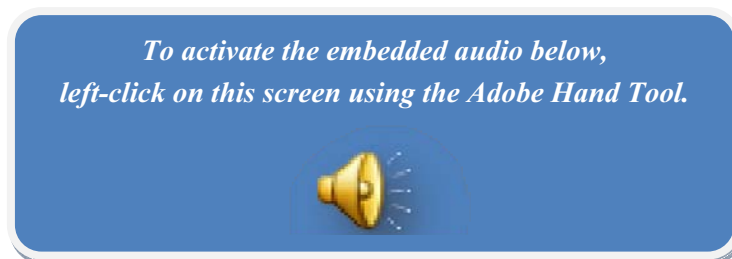 To activate the embedded audio below,
left-click on this screen using the Adobe Hand Tool.